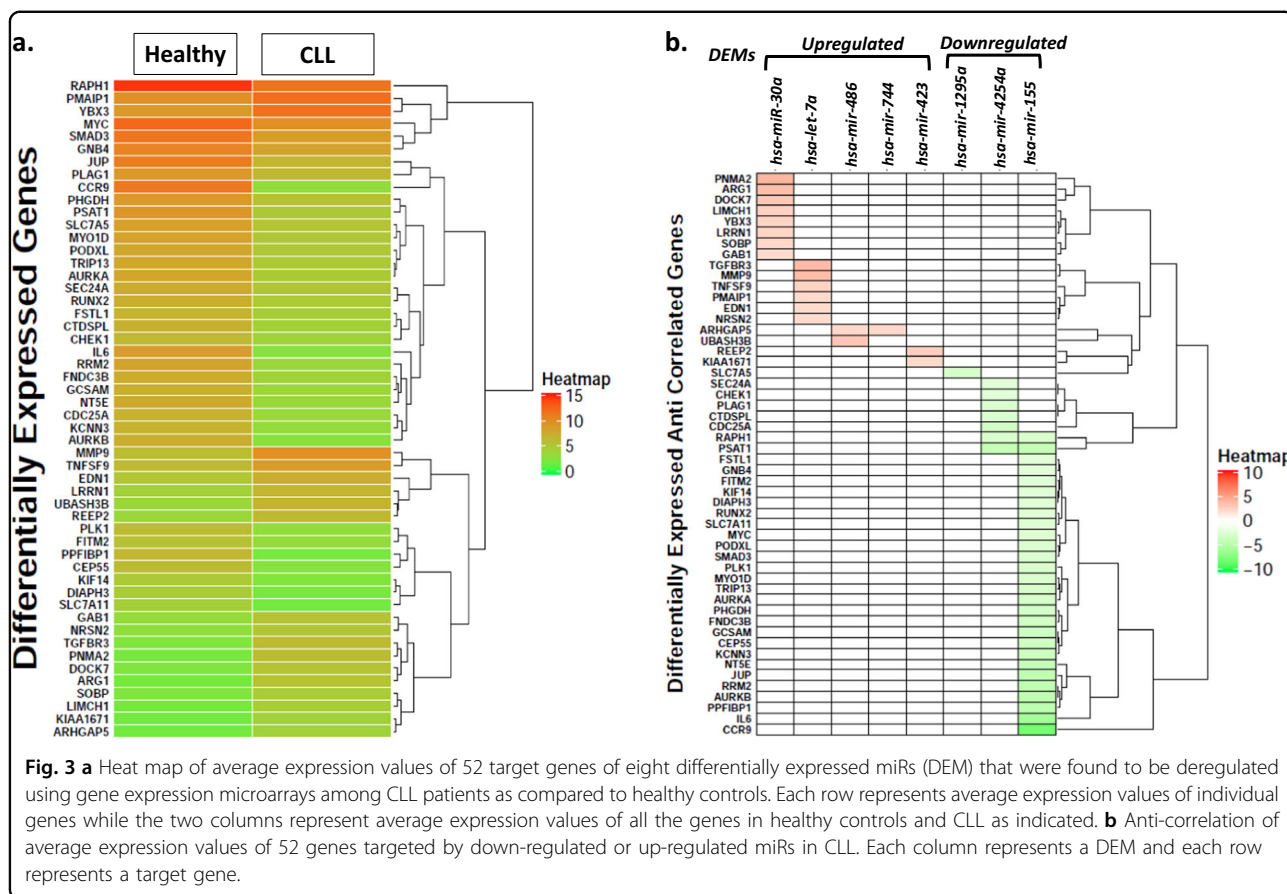 a.
Healthy
CLL
Differentially Expressed Genes
RAPH1
PMAIP1
YBX3
MYC
SMAD3
GNB4
JUP
PLAG1
CCR9
PHGDH
PSAT1
SLC7A5
MYO1D
PODXL
TRIP13
AURKA
SEC24A
RUNX2
FSTL1
CTDSPL
CHEK1
IL6
RRM2
FNDC3B
GCSAM
NT5E
CDC25A
KCNN3
AURKB
MMP9
TNFSF9
EDN1
LRRN1
UBASH3B
REEP2
PLK1
FITM2
PPFIBP1
CEP55
KIF14
DIAPH3
SLC7A11
GAB1
NRSN2
TGFBR3
PNMA2
DOCK7
ARG1
SOBP
LIMCH1
KIAA1671
ARHGAP5
Heatmap
15
10
5
0
b.
DEMs
Upregulated
Downregulated
hsa-miR-30a
hsa-let-7a
hsa-mir-486
hsa-mir-744
hsa-mir-423
hsa-mir-1295a
hsa-mir-4254a
hsa-mir-155
Differentially Expressed Anti Correlated Genes
PNMA2
ARG1
DOCK7
LIMCH1
YBX3
LRRN1
SOBP
GAB1
TGFBR3
MMP9
TNFSF9
PMAIP1
EDN1
NRSN2
ARHGAP5
UBASH3B
REEP2
KIAA1671
SLC7A5
SEC24A
CHEK1
PLAG1
CTDSPL
CDC25A
RAPH1
PSAT1
FSTL1
GNB4
FITM2
KIF14
DIAPH3
RUNX2
SLC7A11
MYC
PODXL
SMAD3
PLK1
MYO1D
TRIP13
AURKA
PHGDH
FNDC3B
GCSAM
CEP55
KCNN3
NT5E
JUP
RRM2
AURKB
PPFIBP1
IL6
CCR9
Heatmap
10
5
0
−5
−10
Fig. 3 a Heat map of average expression values of 52 target genes of eight differentially expressed miRs (DEM) that were found to be deregulated
using gene expression microarrays among CLL patients as compared to healthy controls. Each row represents average expression values of individual
genes while the two columns represent average expression values of all the genes in healthy controls and CLL as indicated. b Anti-correlation of
average expression values of 52 genes targeted by down-regulated or up-regulated miRs in CLL. Each column represents a DEM and each row
represents a target gene.